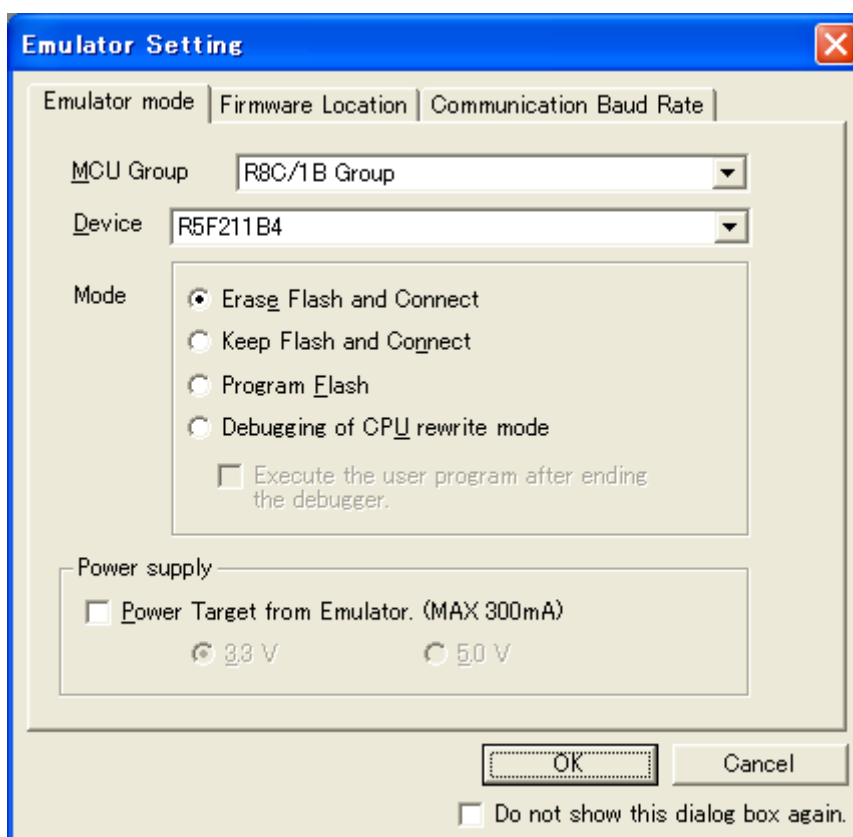 Emulator Setting
Emulator mode
Firmware Location
Communication Baud Rate
MCU Group
R8C/1B Group
Device
R5F211B4
Mode
Erase Flash and Connect
Keep Flash and Connect
Program Flash
Debugging of CPU rewrite mode
Execute the user program after ending
the debugger.
Power supply
Power Target from Emulator. (MAX 300mA)
3.3 V
5.0 V
OK
Cancel
Do not show this dialog box again.